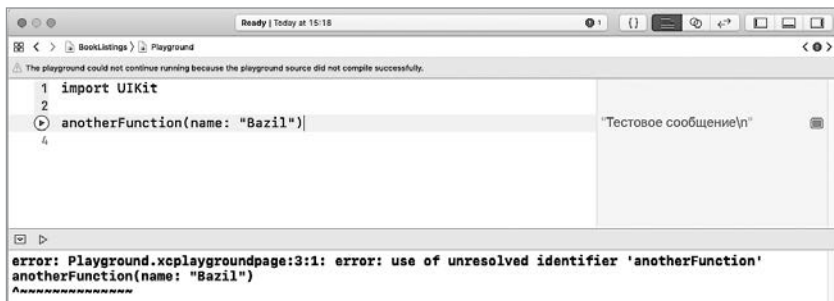 Ready | Today at 15:18
1
BookListings
Playground
The playground could not continue running because the playground source did not compile successfully.
1 import UIKit
2
anotherFunction(name: "Bazil")
"Тестовое сообщение\n"
4
error: Playground.xcplaygroundpage:3:1: error: use of unresolved identifier 'anotherFunction'
anotherFunction(name: "Bazil")
^~~~~~~~~~~~~~~